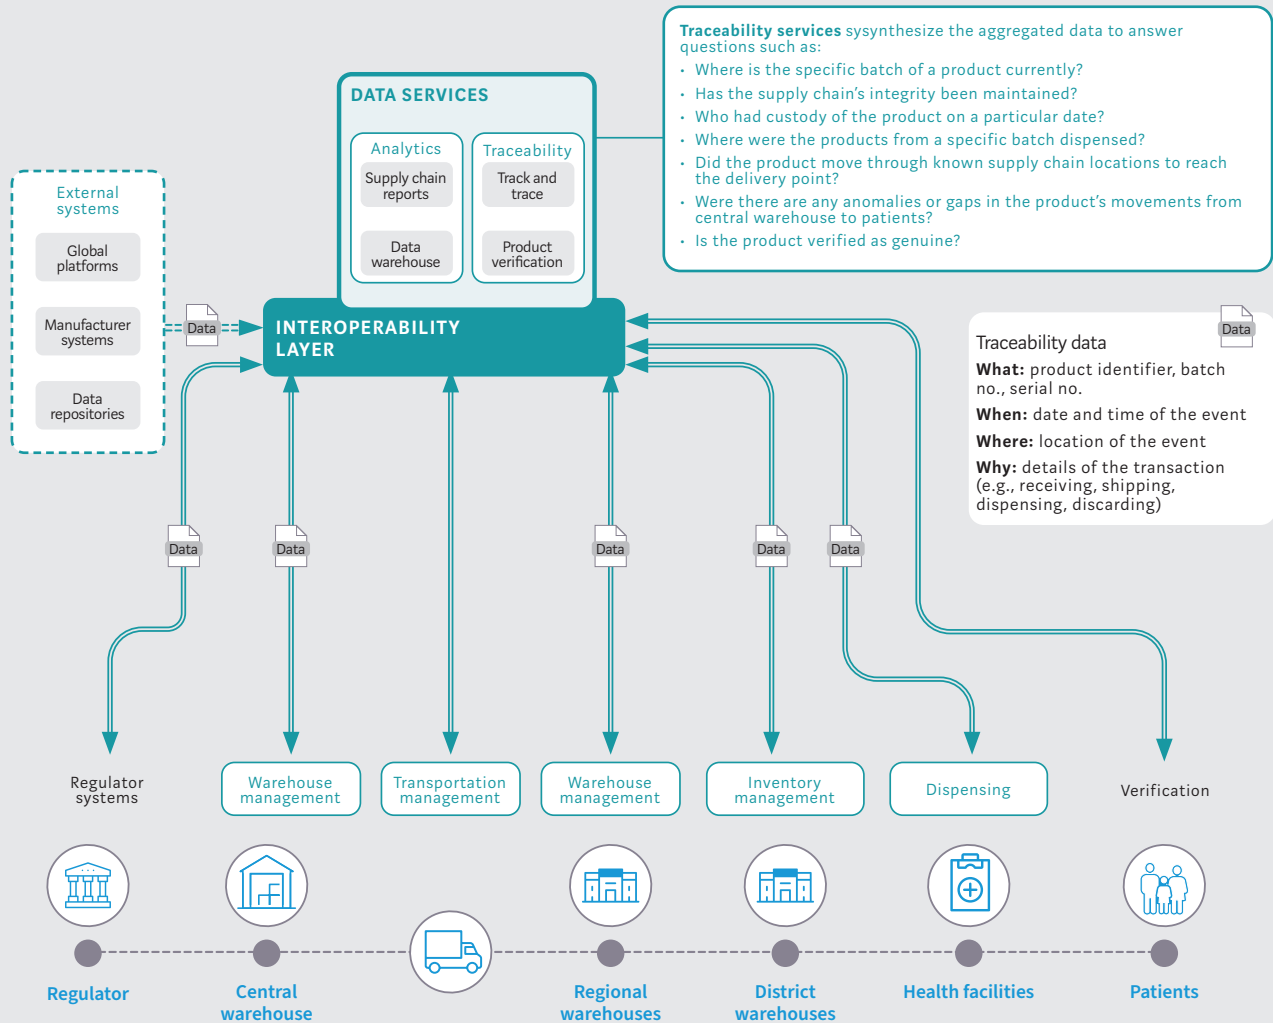 Traceability services sysynthesize the aggregated data to answer
questions such as:
• Where is the specific batch of a product currently?
• Has the supply chain's integrity been maintained?
• Who had custody of the product on a particular date?
• Where were the products from a specific batch dispensed?
• Did the product move through known supply chain locations to reach
the delivery point?
• Were there are any anomalies or gaps in the product's movements from
central warehouse to patients?
• Is the product verified as genuine?
DATA SERVICES
Analytics
Supply chain
reports
Data
warehouse
Traceability
Track and
trace
Product
verification
External
systems
Global
platforms
Manufacturer
systems
Data
repositories
Data
INTEROPERABILITY
LAYER
Data
Traceability data
What: product identifier, batch
no., serial no.
When: date and time of the event
Where: location of the event
Why: details of the transaction
(e.g., receiving, shipping,
dispensing, discarding)
Data
Data
Data
Data
Data
Regulator
systems
Warehouse
management
Transportation
management
Warehouse
management
Inventory
management
Dispensing
Verification
Regulator
Central
warehouse
Regional
warehouses
District
warehouses
Health facilities
Patients